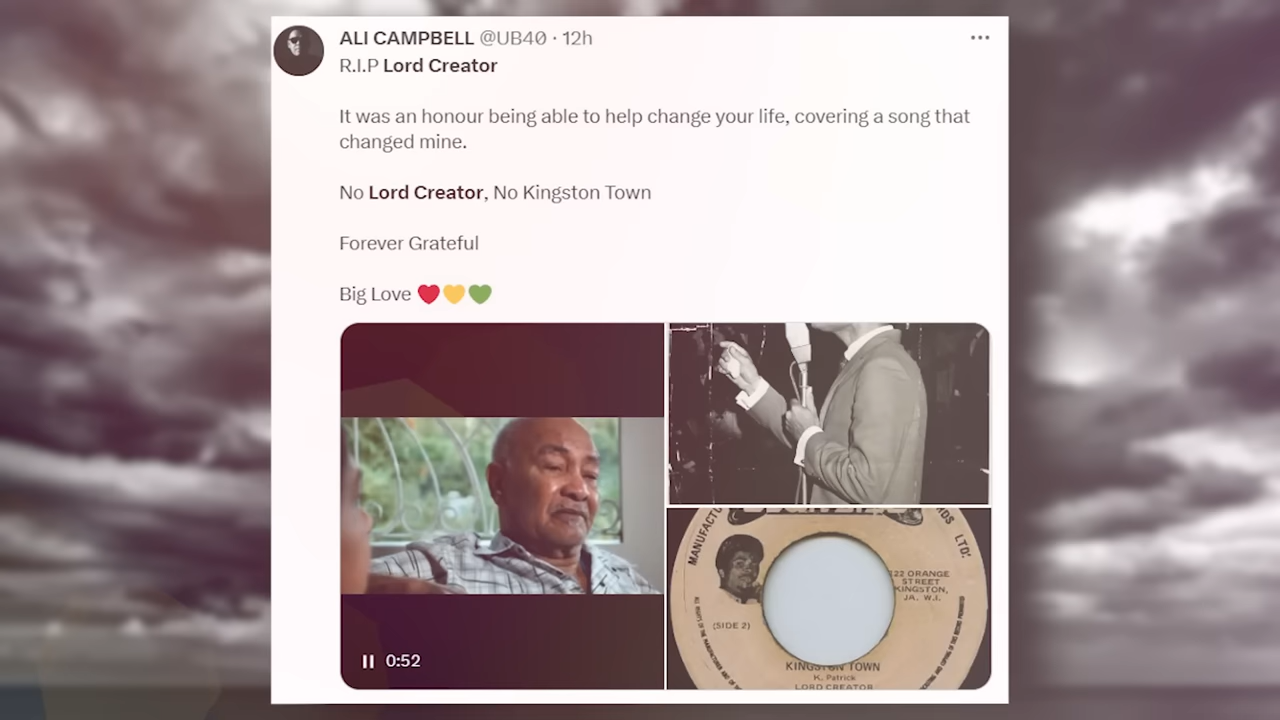 ALI CAMPBELL @UB40 · 12h
R.I.P Lord Creator
It was an honour being able to help change your life, covering a song that
changed mine.
No Lord Creator, No Kingston Town
Forever Grateful
Big Love ❤️💛💚
0:52
MANUFACTU
DS LTD.
122 ORANGE
STREET
KINGSTON,
JA. W.I.
(SIDE 2)
KINGSTON TOWN
K. Patrick
LORD CREATOR